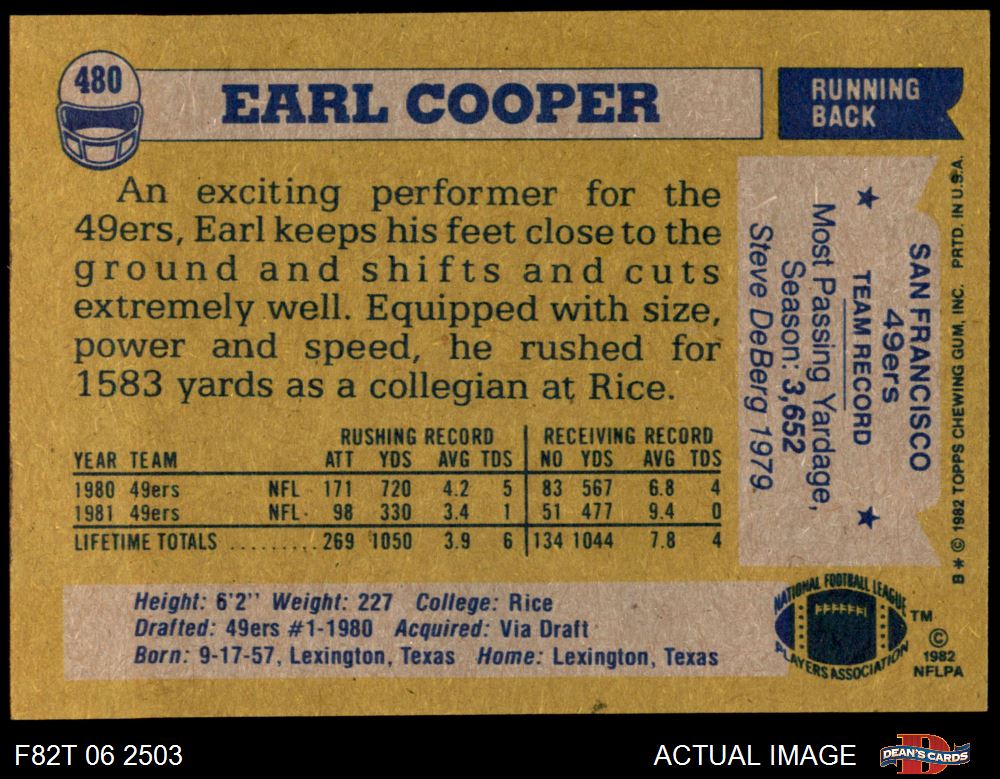 480
EARL COOPER
RUNNING
BACK
An exciting performer for the
49ers, Earl keeps his feet close to the
ground and shifts and cuts
extremely well. Equipped with size,
power and speed, he rushed for
1583 yards as a collegian at Rice.
RUSHING RECORD RECEIVING RECORD
YEAR TEAM ATT YDS AVG TDS NO YDS AVG TDS
1980 49ers NFL 171 720 4.2 5 83 567 6.8 4
1981 49ers NFL 98 330 3.4 1 51 477 9.4 0
LIFETIME TOTALS ......... 269 1050 3.9 6 134 1044 7.8 4
Height: 6'2" Weight: 227 College: Rice
Drafted: 49ers #1-1980 Acquired: Via Draft
Born: 9-17-57, Lexington, Texas Home: Lexington, Texas
SAN FRANCISCO
49ers
★ TEAM RECORD ★
Most Passing Yardage,
Season: 3,652
Steve DeBerg 1979
B * © 1982 TOPPS CHEWING GUM, INC. PRTD. IN U.S.A.
NATIONAL FOOTBALL LEAGUE
PLAYERS ASSOCIATION
TM
©
1982
NFLPA
F82T 06 2503
ACTUAL IMAGE
DEAN'S CARDS